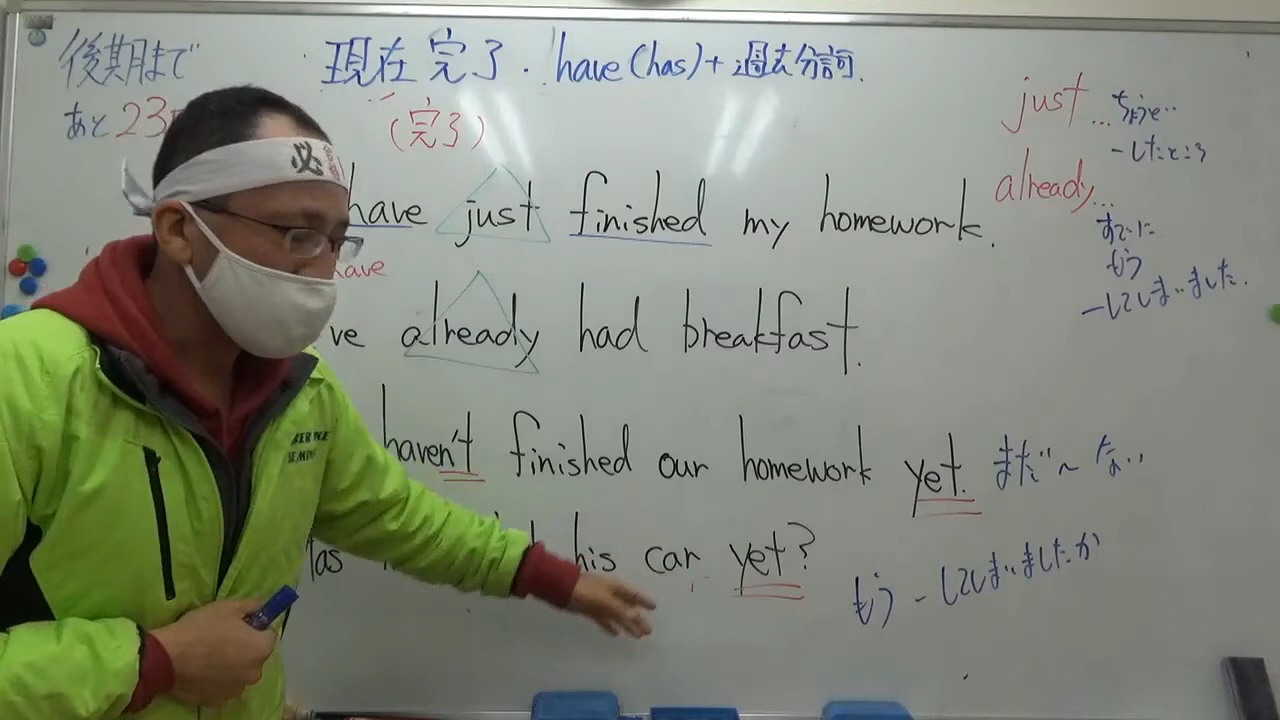 後期まで
現在完了. have(has)+過去分詞.
あと23
(完了)
just...ちょうど..
-したところ
already...
すでに
もう
-してしまいました.
必
have just finished my homework.
have
ve already had breakfast.
haven't finished our homework yet. まだ~ない
his car yet?
もう-してしまいましたか